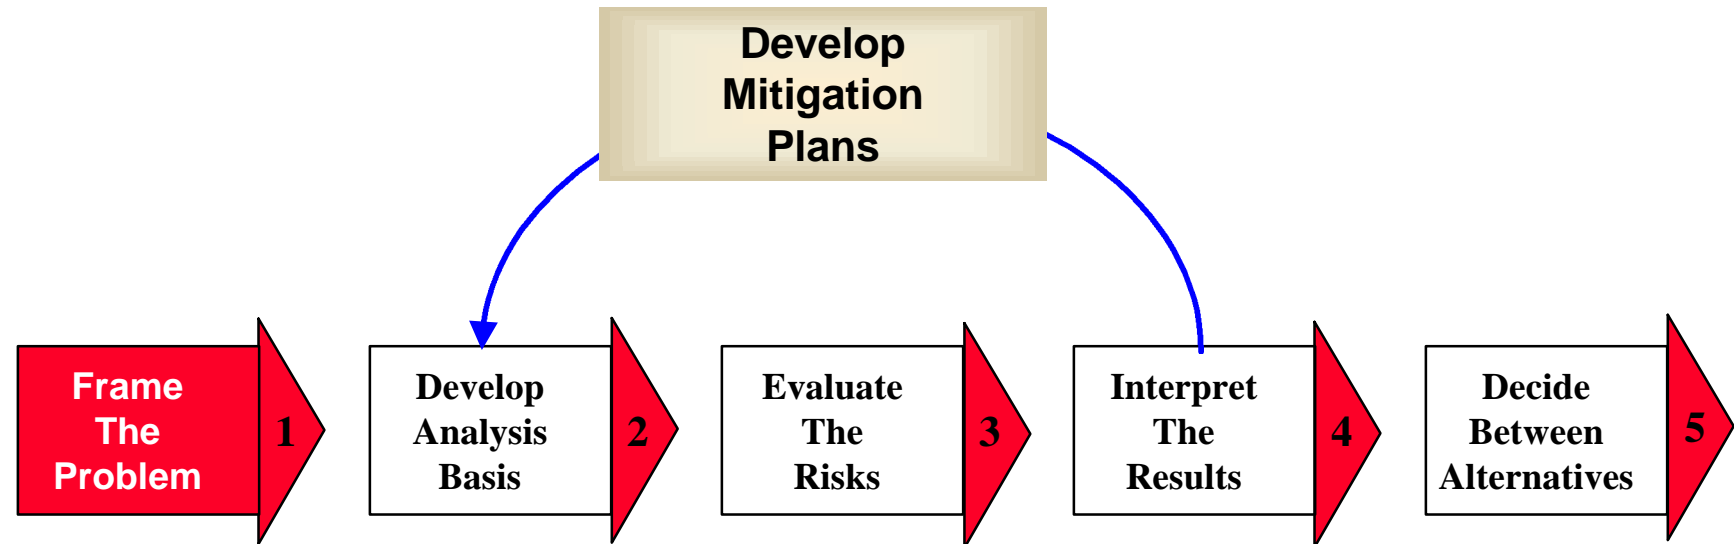 Develop
Mitigation
Plans
Frame
The
Problem
1
Develop
Analysis
Basis
2
Evaluate
The
Risks
3
Interpret
The
Results
4
Decide
Between
Alternatives
5